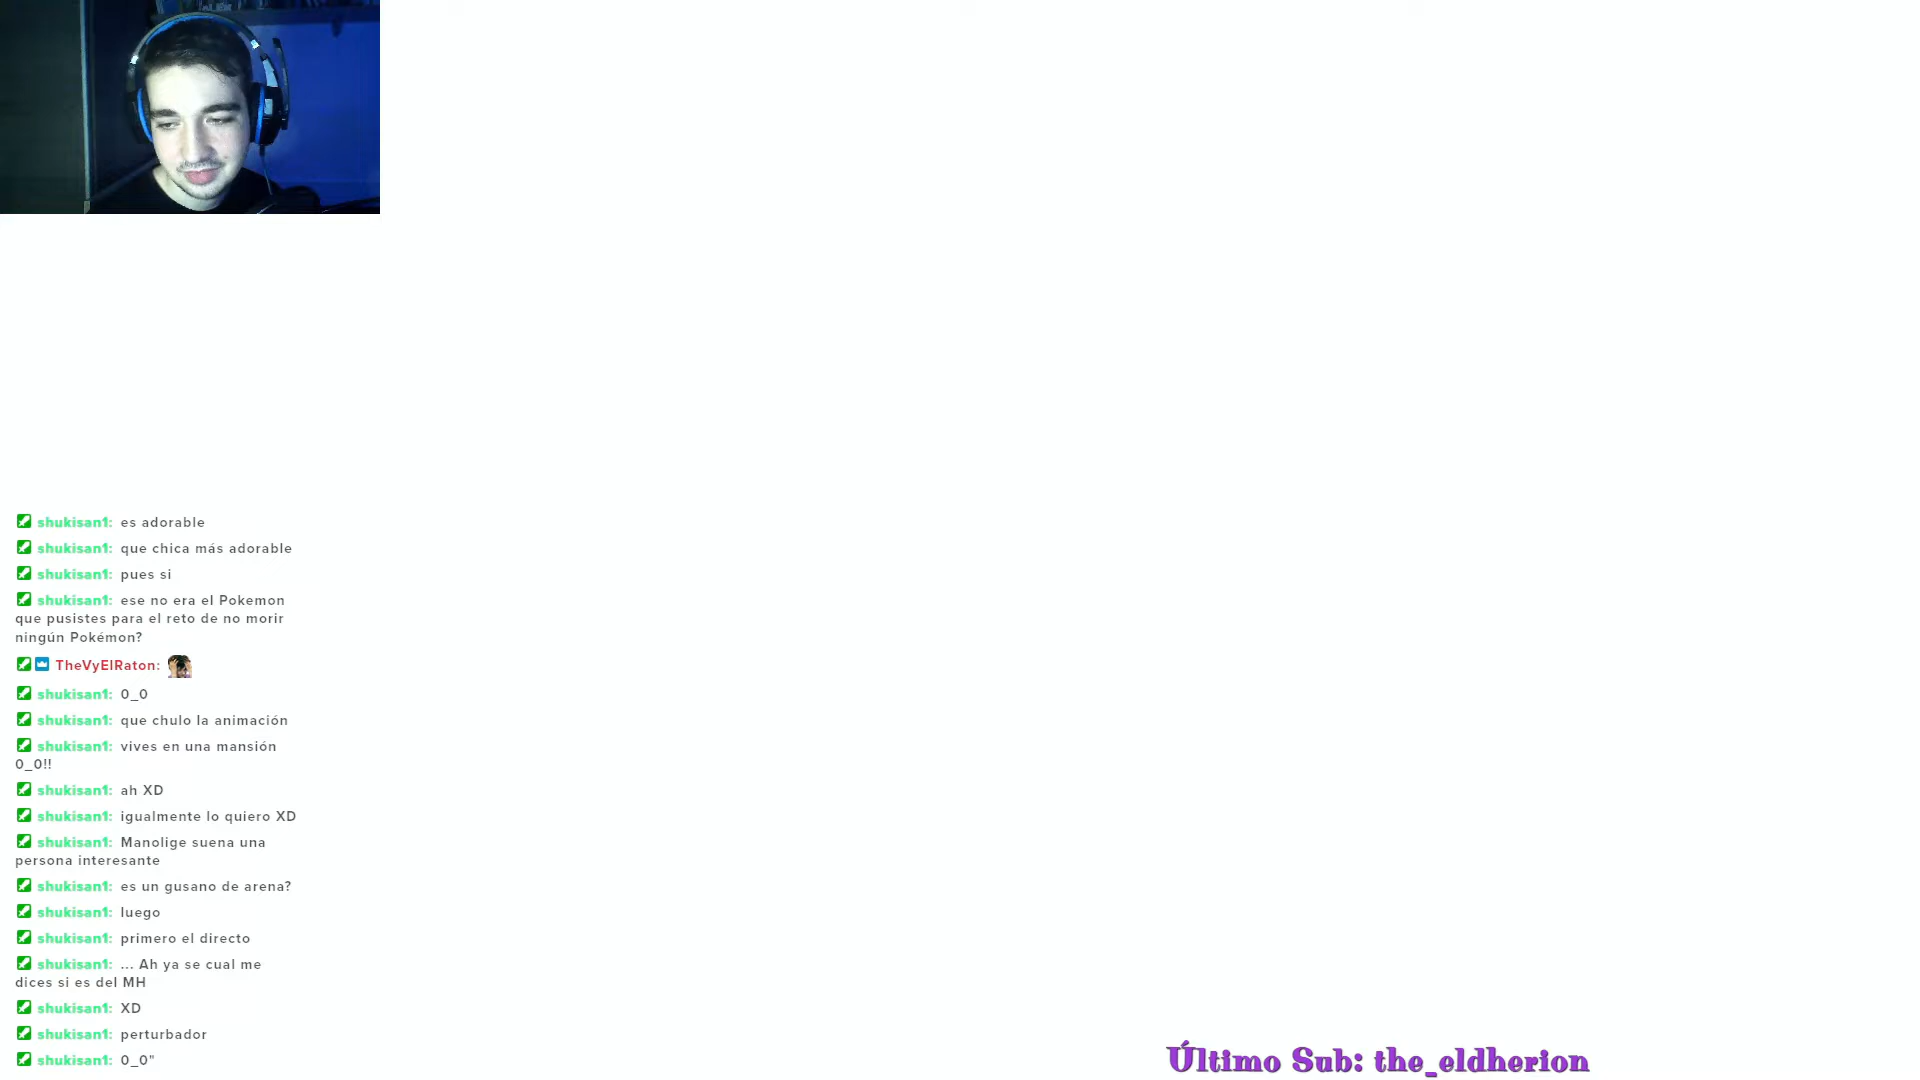 shukisan1: es adorable
shukisan1: que chica más adorable
shukisan1: pues si
shukisan1: ese no era el Pokemon
que pusistes para el reto de no morir
ningún Pokémon?
TheVyElRaton:
shukisan1: 0_0
shukisan1: que chulo la animación
shukisan1: vives en una mansión
0_0!!
shukisan1: ah XD
shukisan1: igualmente lo quiero XD
shukisan1: Manolige suena una
persona interesante
shukisan1: es un gusano de arena?
shukisan1: luego
shukisan1: primero el directo
shukisan1: ... Ah ya se cual me
dices si es del MH
shukisan1: XD
shukisan1: perturbador
shukisan1: 0_0"
Último Sub: the_eldherion